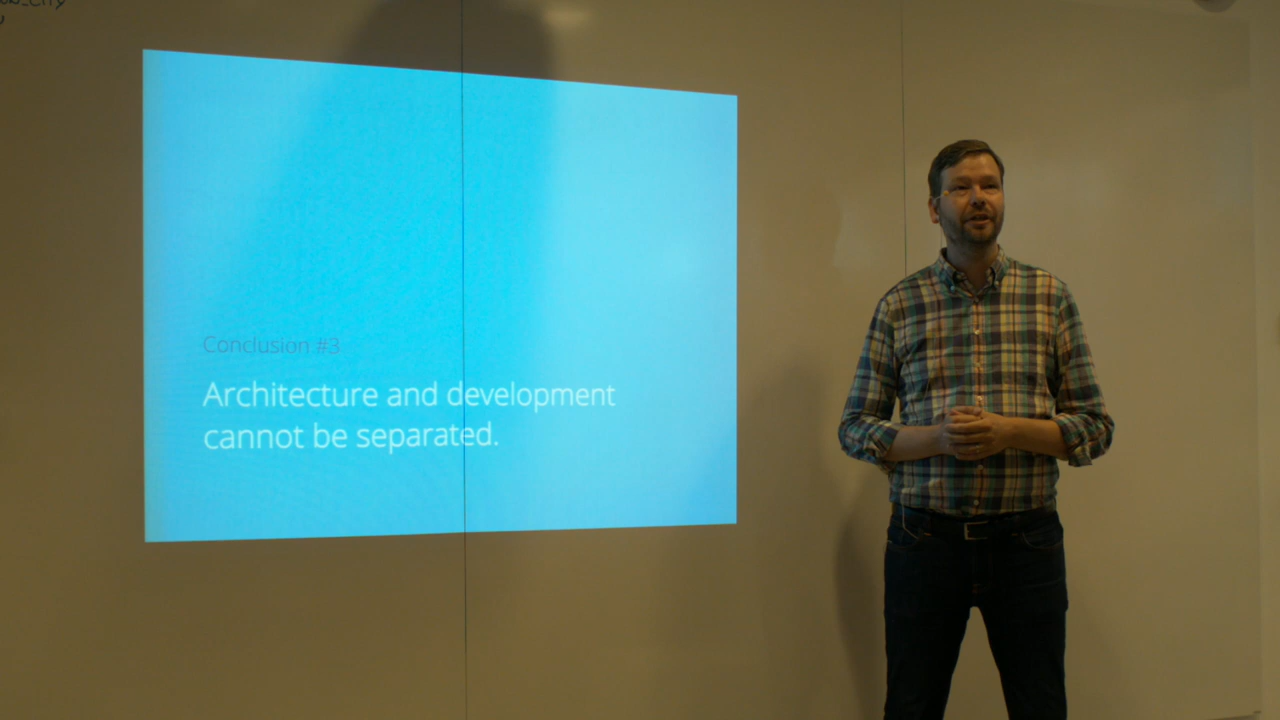 Conclusion #3
Architecture and development
cannot be separated.